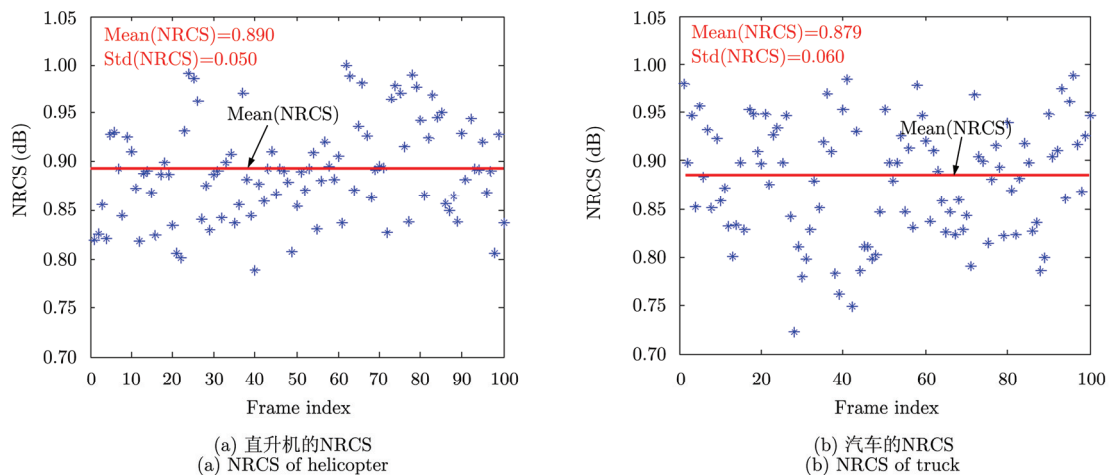 1.05
1.00
0.95
0.90
0.85
0.80
0.75
0.70
NRCS (dB)
Mean(NRCS)=0.890
Std(NRCS)=0.050
Mean(NRCS)
0 10 20 30 40 50 60 70 80 90 100
Frame index
(a) 直升机的NRCS
(a) NRCS of helicopter
1.05
1.00
0.95
0.90
0.85
0.80
0.75
0.70
NRCS (dB)
Mean(NRCS)=0.879
Std(NRCS)=0.060
Mean(NRCS)
0 20 40 60 80 100
Frame index
(b) 汽车的NRCS
(b) NRCS of truck